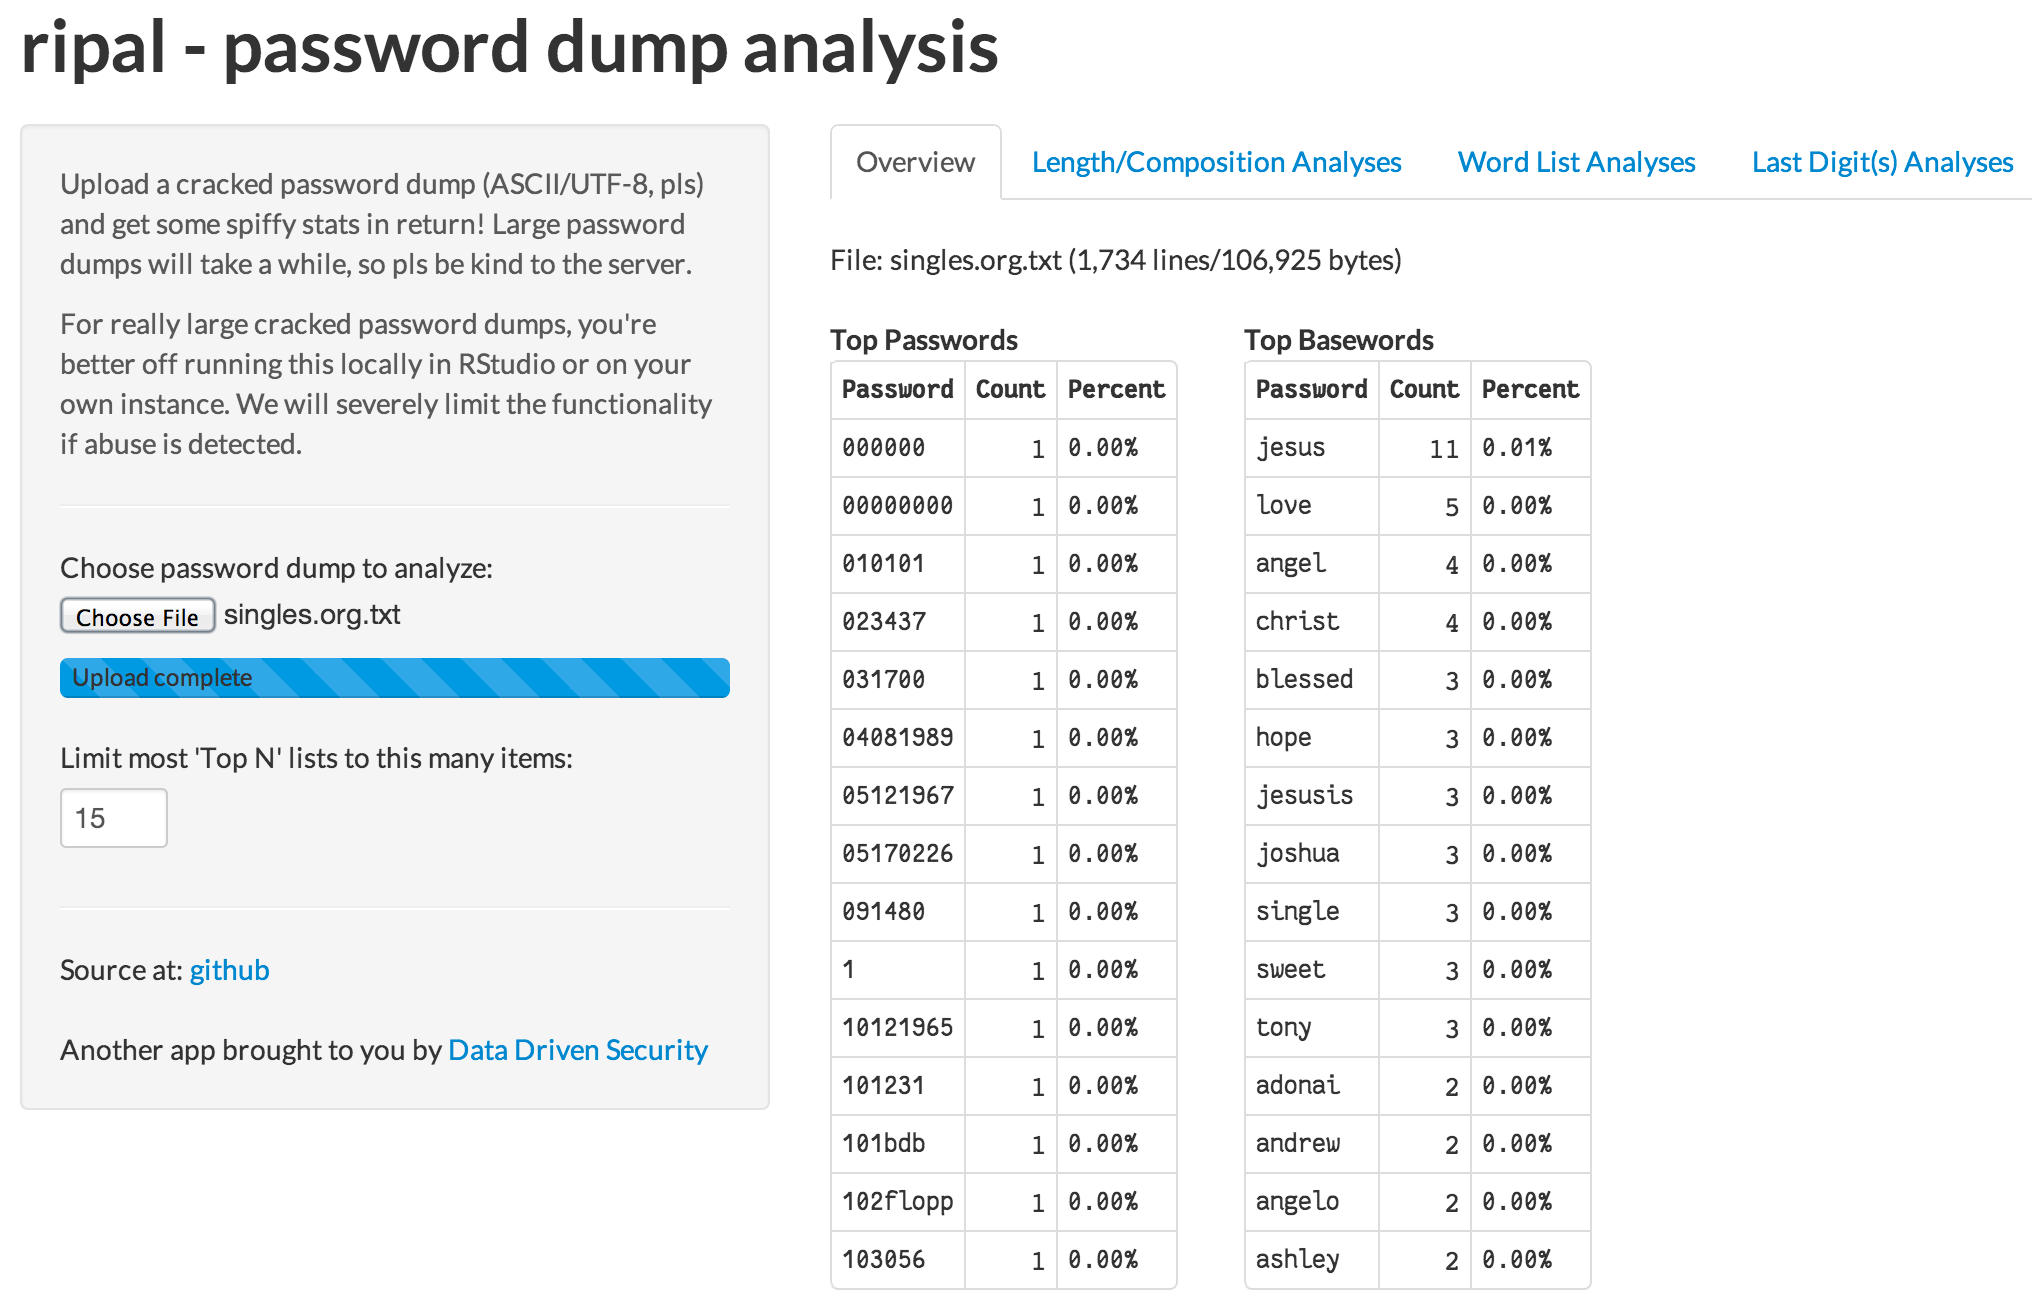 ripal - password dump analysis
Upload a cracked password dump (ASCII/UTF-8, pls)
and get some spiffy stats in return! Large password
dumps will take a while, so pls be kind to the server.
For really large cracked password dumps, you're
better off running this locally in RStudio or on your
own instance. We will severely limit the functionality
if abuse is detected.
Choose password dump to analyze:
Choose File singles.org.txt
Upload complete
Limit most 'Top N' lists to this many items:
15
Source at: github
Another app brought to you by Data Driven Security
Overview Length/Composition Analyses Word List Analyses Last Digit(s) Analyses
File: singles.org.txt (1,734 lines/106,925 bytes)
Top Passwords
Password Count Percent
000000 1 0.00%
00000000 1 0.00%
010101 1 0.00%
023437 1 0.00%
031700 1 0.00%
04081989 1 0.00%
05121967 1 0.00%
05170226 1 0.00%
091480 1 0.00%
1 1 0.00%
10121965 1 0.00%
101231 1 0.00%
101bdb 1 0.00%
102flopp 1 0.00%
103056 1 0.00%
Top Basewords
Password Count Percent
jesus 11 0.01%
love 5 0.00%
angel 4 0.00%
christ 4 0.00%
blessed 3 0.00%
hope 3 0.00%
jesusis 3 0.00%
joshua 3 0.00%
single 3 0.00%
sweet 3 0.00%
tony 3 0.00%
adonai 2 0.00%
andrew 2 0.00%
angelo 2 0.00%
ashley 2 0.00%